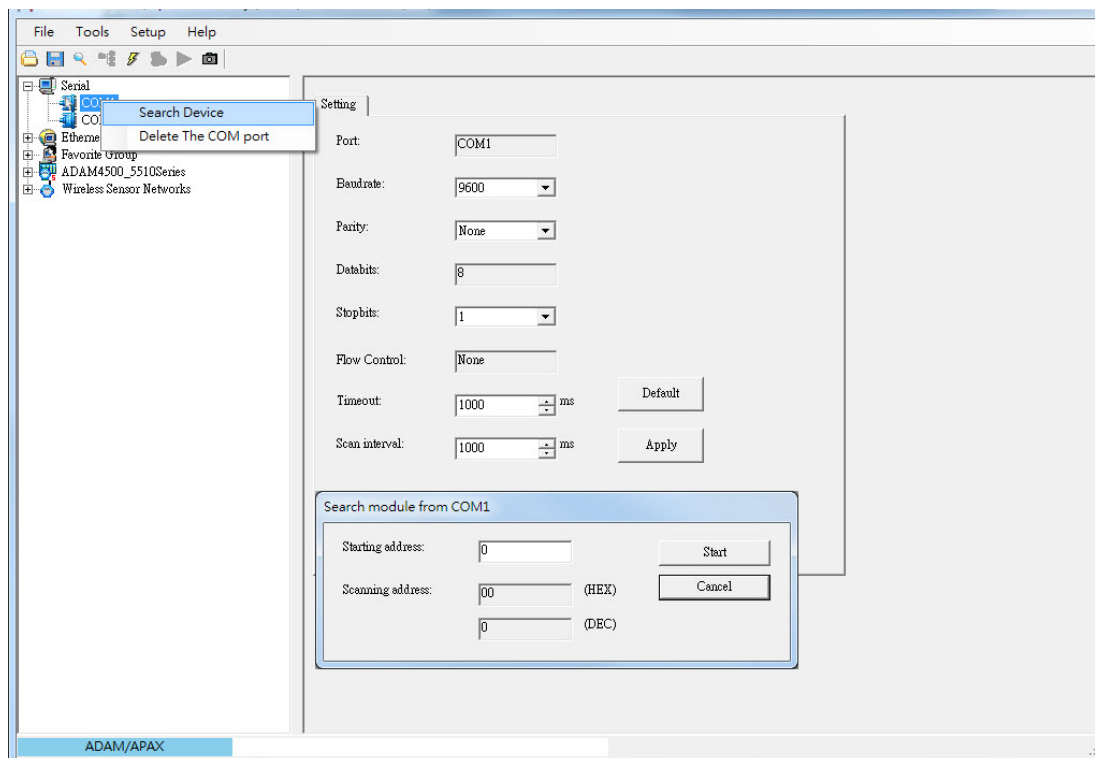 File Tools Setup Help
Serial
COM1
Search Device
CO
Delete The COM port
Etherne
Favorite Group
ADAM4500_5510Series
Wireless Sensor Networks
Setting
Port: COM1
Baudrate: 9600
Parity: None
Databits: 8
Stopbits: 1
Flow Control: None
Timeout: 1000 ms Default
Scan interval: 1000 ms Apply
Search module from COM1
Starting address: 0 Start
Scanning address: 00 (HEX) Cancel
0 (DEC)
ADAM/APAX